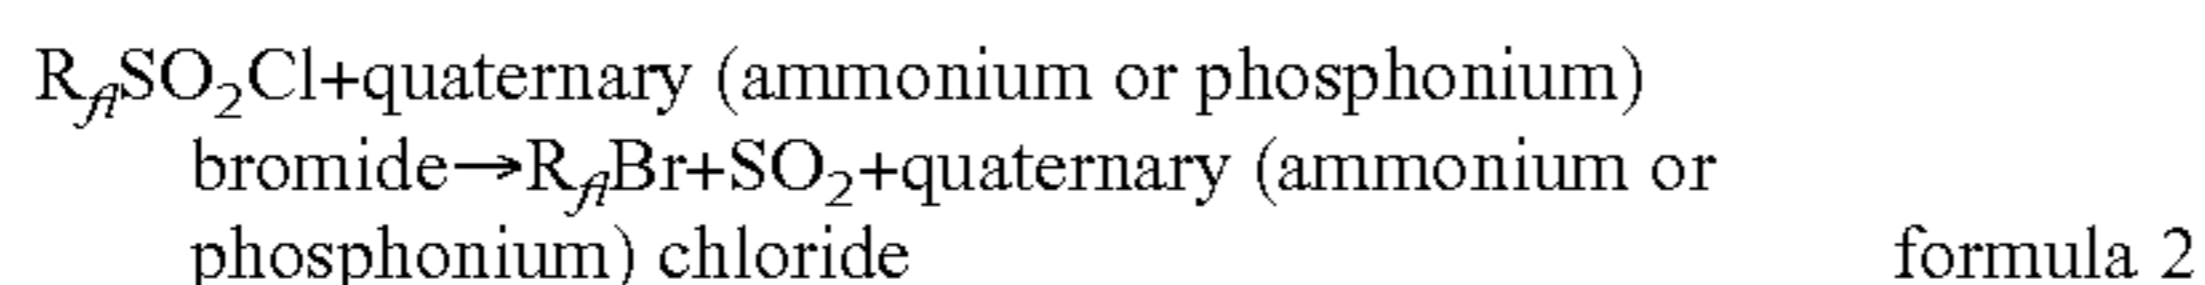 RflSO₂Cl+quaternary (ammonium or phosphonium)
bromide→RflBr+SO₂+quaternary (ammonium or
phosphonium) chloride formula 2